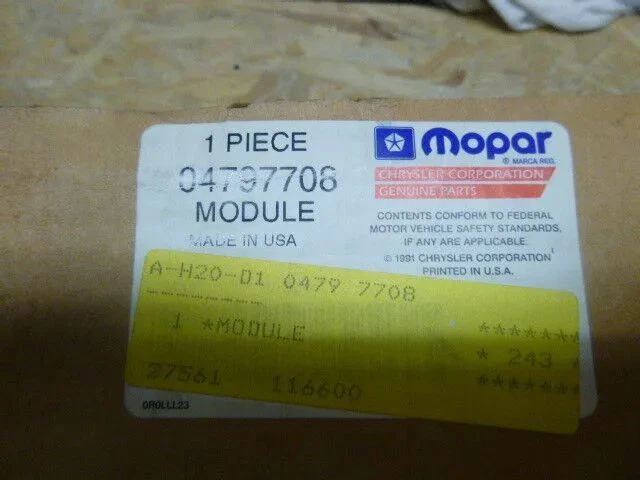 1 PIECE
04797708
MODULE
MADE IN USA
Mopar
® MARCA REG.
CHRYSLER CORPORATION
GENUINE PARTS
CONTENTS CONFORM TO FEDERAL
MOTOR VEHICLE SAFETY STANDARDS,
IF ANY ARE APPLICABLE.
© 1991 CHRYSLER CORPORATION
PRINTED IN U.S.A.
A-H20-D1 0479 7708
1 *MODULE
*******
* 243 *
27561 116600
*******
OROLLL23